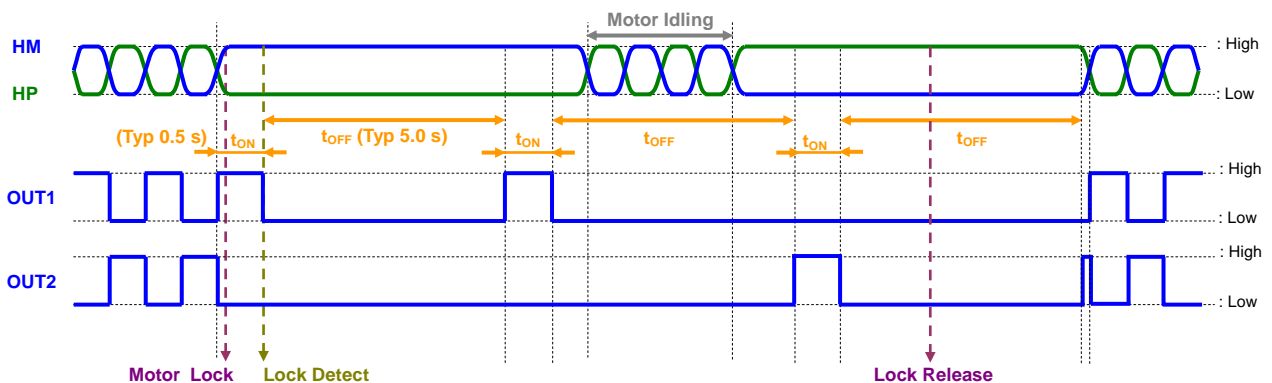 Motor Idling
HM
: High
HP
: Low
(Typ 0.5 s)
tON
tOFF (Typ 5.0 s)
tON
tOFF
tON
tOFF
OUT1
: High
: Low
OUT2
: High
: Low
Motor Lock
Lock Detect
Lock Release